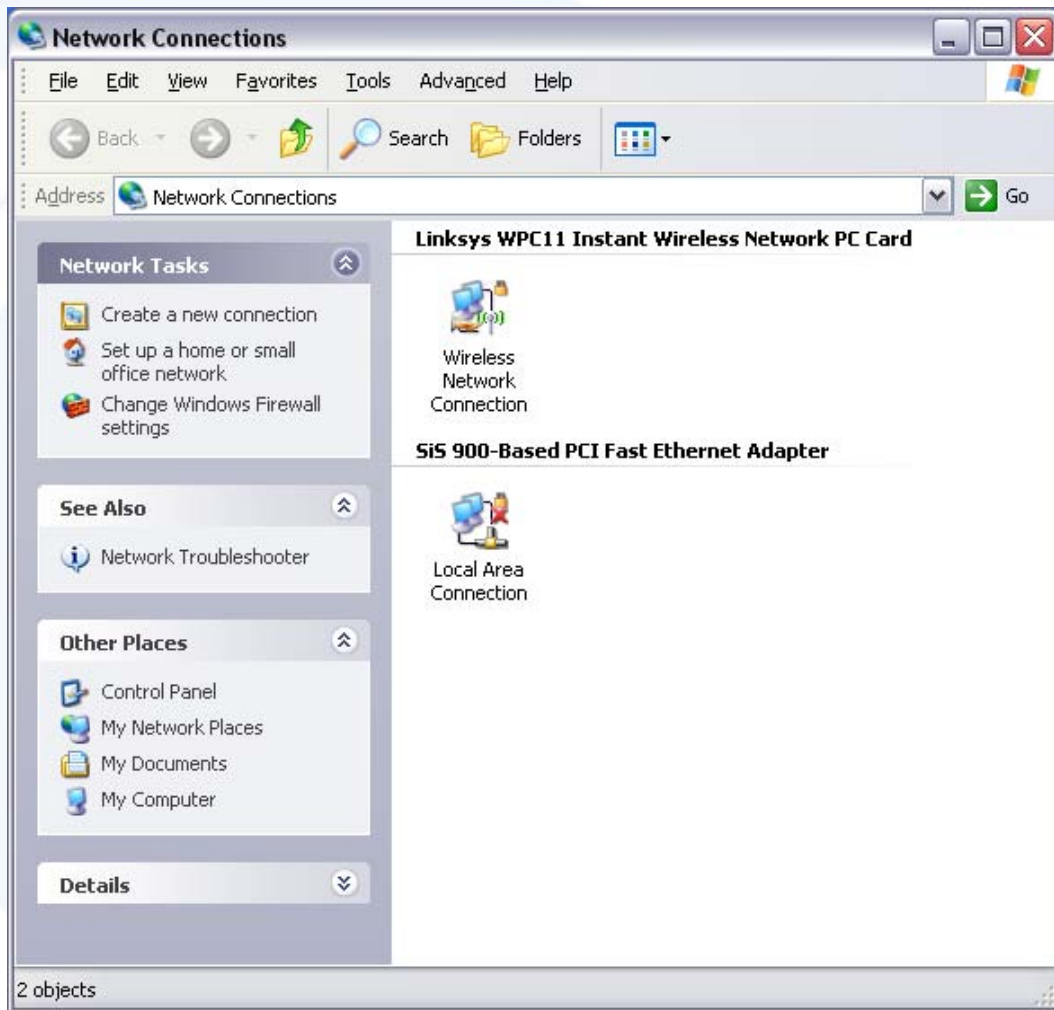 Network Connections
File Edit View Favorites Tools Advanced Help
Back Search Folders
Address Network Connections Go
Network Tasks
Create a new connection
Set up a home or small
office network
Change Windows Firewall
settings
See Also
Network Troubleshooter
Other Places
Control Panel
My Network Places
My Documents
My Computer
Details
Linksys WPC11 Instant Wireless Network PC Card
Wireless
Network
Connection
SiS 900-Based PCI Fast Ethernet Adapter
Local Area
Connection
2 objects